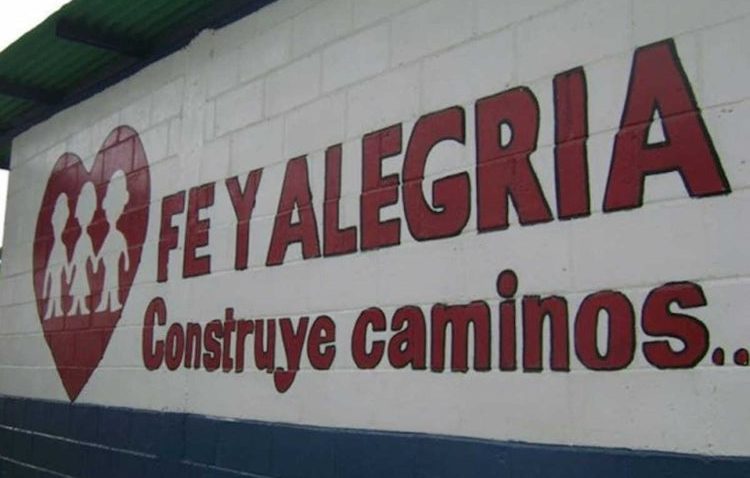 FE Y ALEGRIA
Construye caminos..